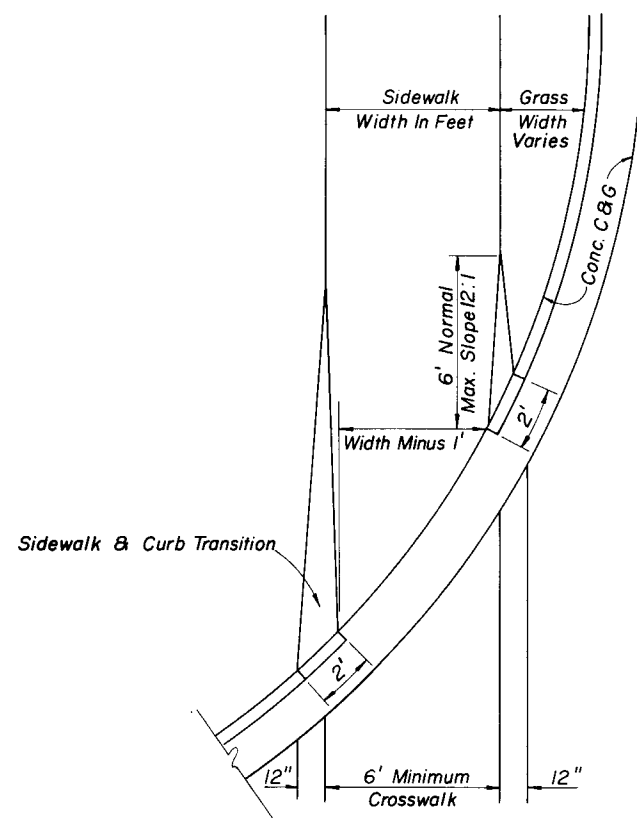 Sidewalk
Width In Feet
Grass
Width
Varies
Conc. C&G
6' Normal
Max. Slope 12:1
2'
Width Minus 1'
Sidewalk & Curb Transition
2'
12"
6' Minimum
Crosswalk
12"